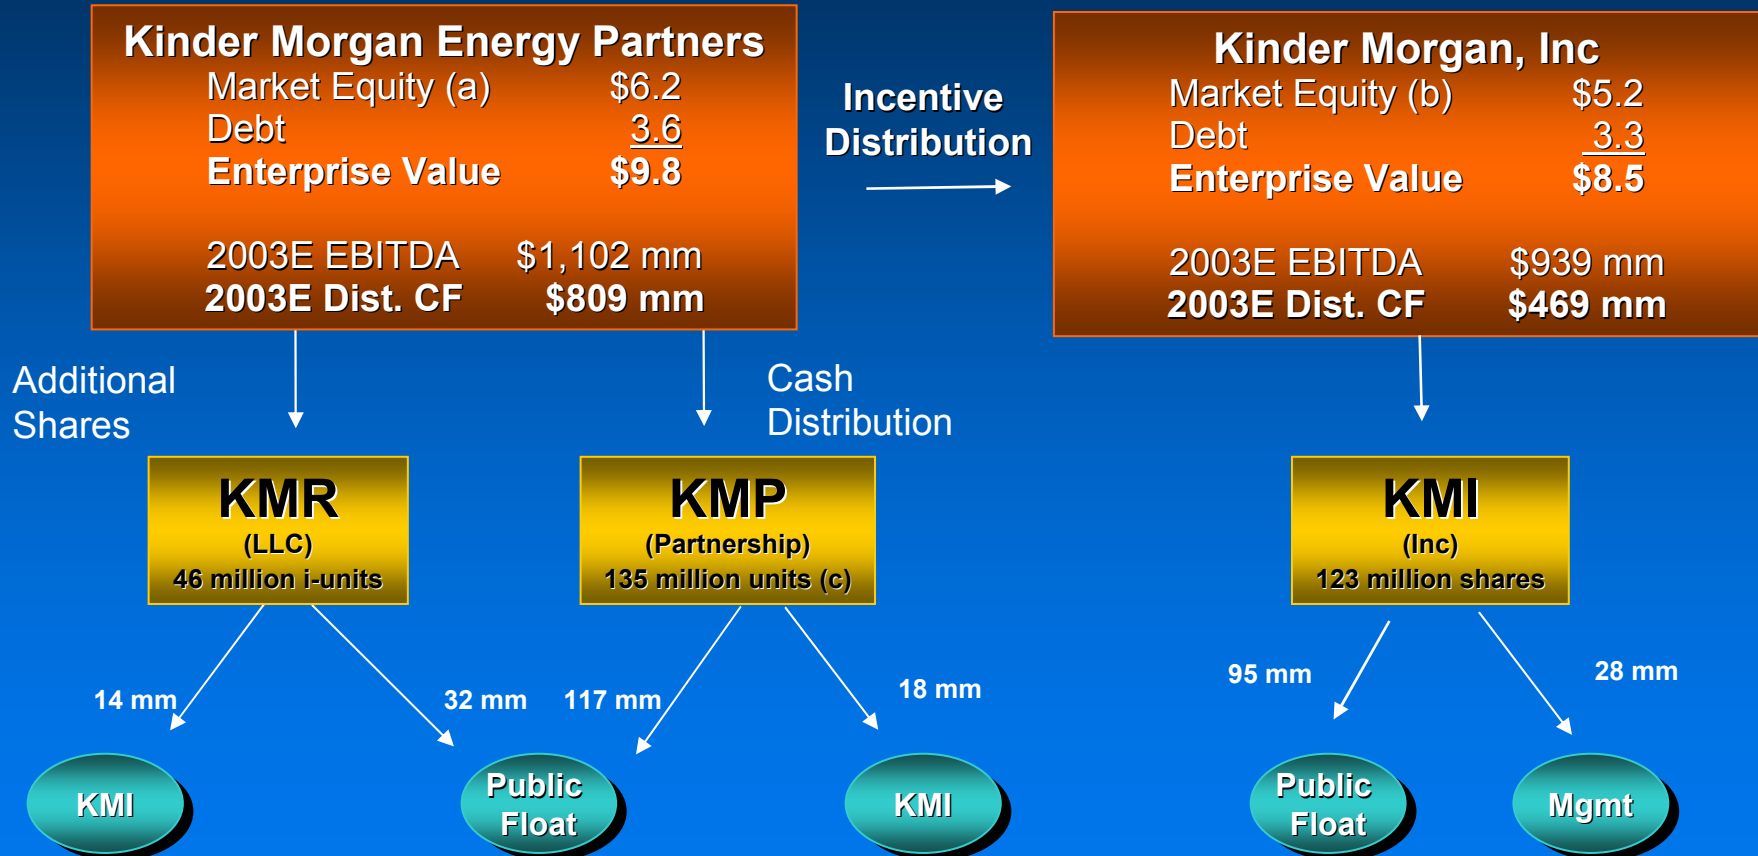 Kinder Morgan Energy Partners
Market Equity (a) $6.2
Debt 3.6
Enterprise Value $9.8
2003E EBITDA $1,102 mm
2003E Dist. CF $809 mm
Incentive
Distribution
Kinder Morgan, Inc
Market Equity (b) $5.2
Debt 3.3
Enterprise Value $8.5
2003E EBITDA $939 mm
2003E Dist. CF $469 mm
Additional
Shares
Cash
Distribution
KMR
(LLC)
46 million i-units
KMP
(Partnership)
135 million units (c)
KMI
(Inc)
123 million shares
14 mm
32 mm
117 mm
18 mm
95 mm
28 mm
KMI
Public
Float
KMI
Public
Float
Mgmt